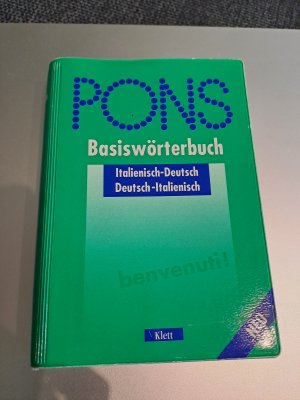 PONS
Basiswörterbuch
Italienisch-Deutsch
Deutsch-Italienisch
benvenuti!
Klett